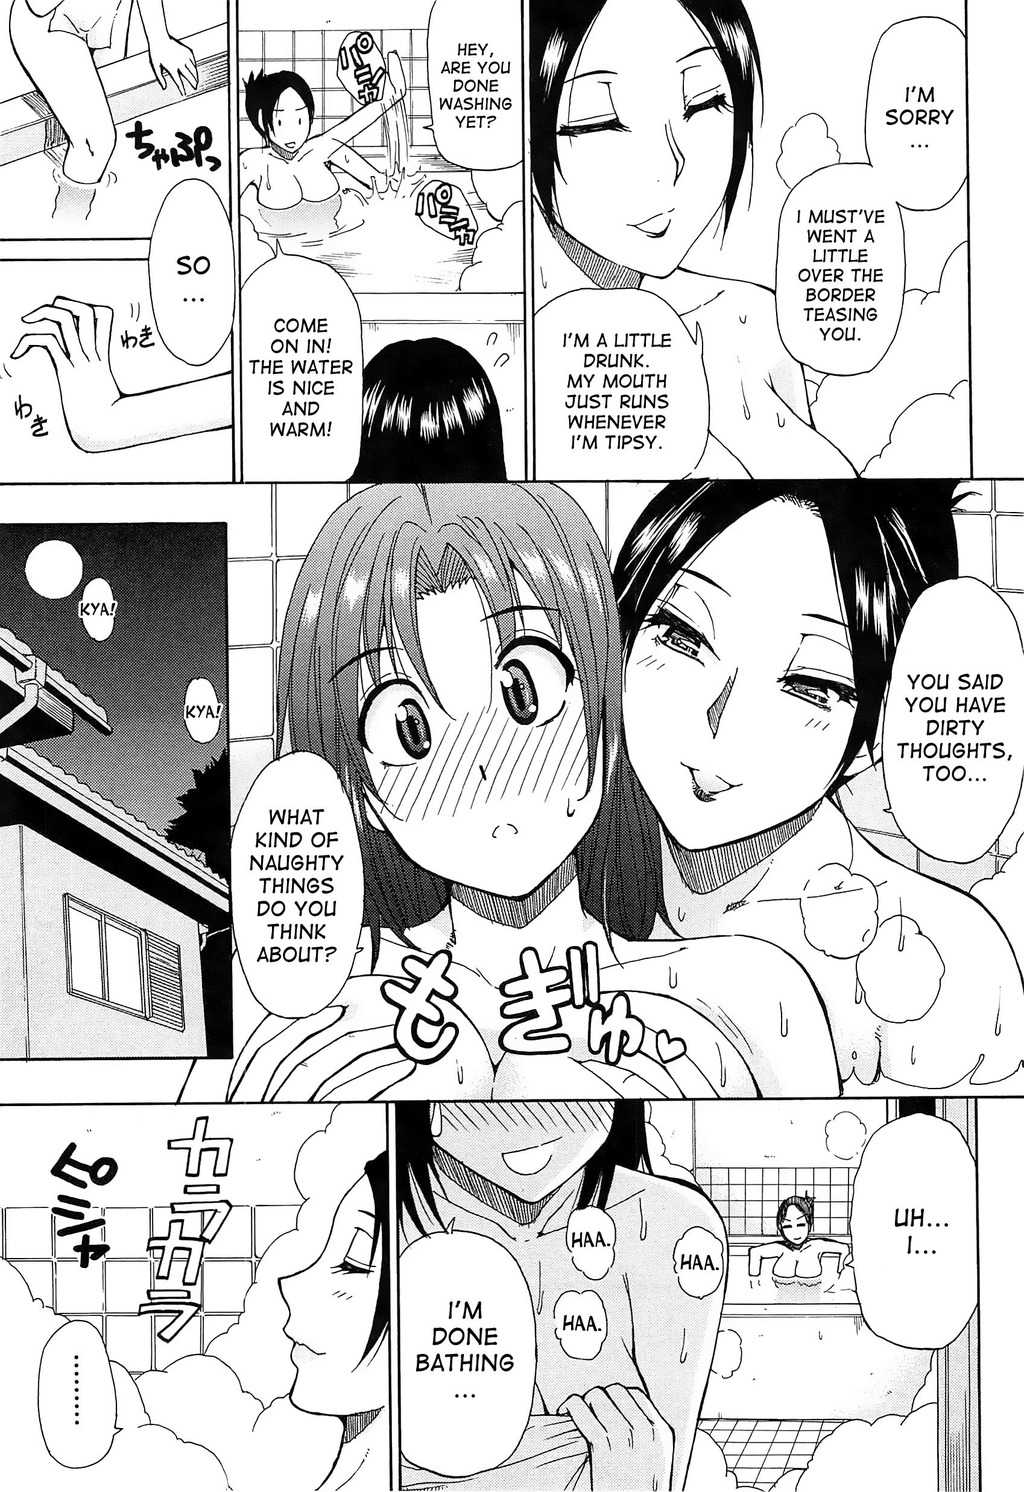 I'M
SORRY
...
I MUST'VE
WENT A
LITTLE
OVER THE
BORDER
TEASING
YOU.
I'M A LITTLE
DRUNK.
MY MOUTH
JUST RUNS
WHENEVER
I'M TIPSY.
HEY,
ARE YOU
DONE
WASHING
YET?
パシャ
パシャ
COME
ON IN!
THE WATER
IS NICE
AND
WARM!
ちゃぷっ
SO
...
わき
わき
YOU SAID
YOU HAVE
DIRTY
THOUGHTS,
TOO...
WHAT
KIND OF
NAUGHTY
THINGS
DO YOU
THINK
ABOUT?
もぎゅ
KYA!
KYA!
UH...
I...
HAA.
HAA.
HAA.
I'M
DONE
BATHING
...
カラカラ
ピシャ
.........